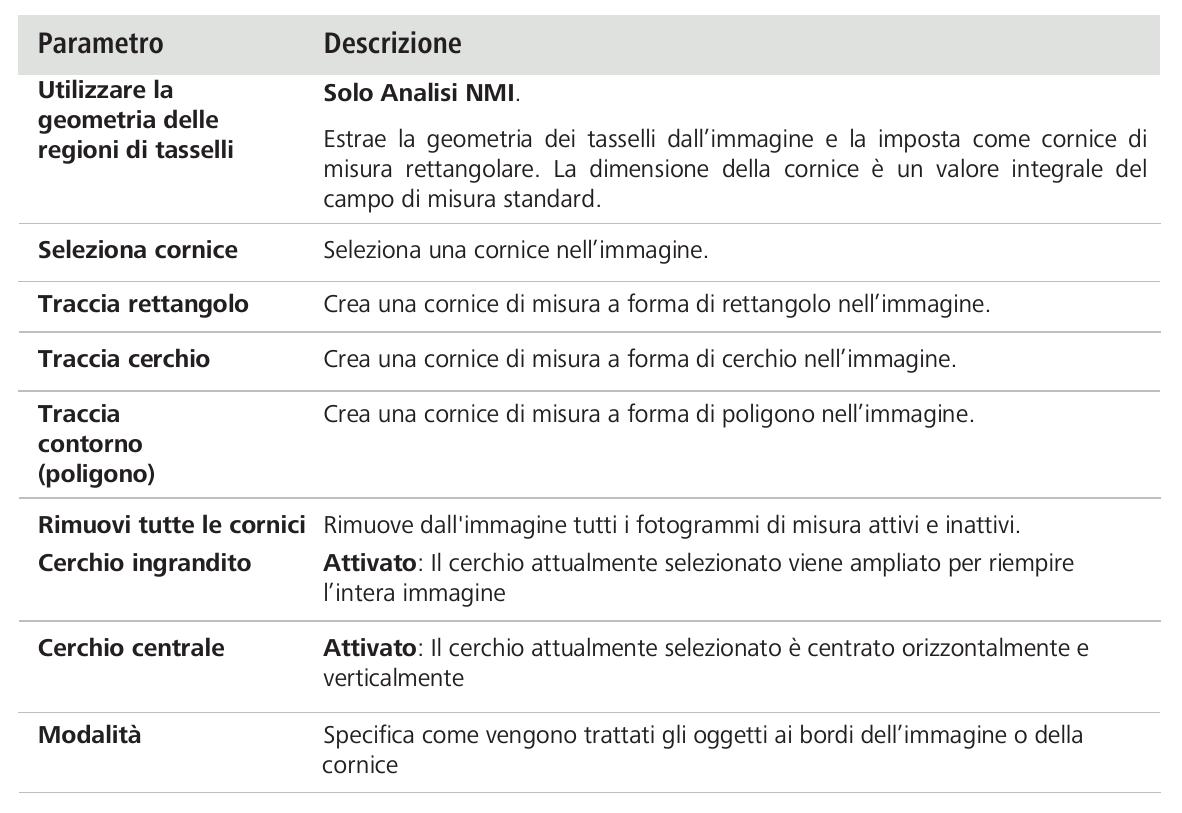 Parametro Descrizione
Utilizzare la
geometria delle
regioni di tasselli
Solo Analisi NMI.
Estrae la geometria dei tasselli dall’immagine e la imposta come cornice di
misura rettangolare. La dimensione della cornice è un valore integrale del
campo di misura standard.
Seleziona cornice Seleziona una cornice nell’immagine.
Traccia rettangolo Crea una cornice di misura a forma di rettangolo nell’immagine.
Traccia cerchio Crea una cornice di misura a forma di cerchio nell’immagine.
Traccia
contorno
(poligono)
Crea una cornice di misura a forma di poligono nell’immagine.
Rimuovi tutte le cornici Rimuove dall'immagine tutti i fotogrammi di misura attivi e inattivi.
Cerchio ingrandito Attivato: Il cerchio attualmente selezionato viene ampliato per riempire
l’intera immagine
Cerchio centrale Attivato: Il cerchio attualmente selezionato è centrato orizzontalmente e
verticalmente
Modalità Specifica come vengono trattati gli oggetti ai bordi dell’immagine o della
cornice